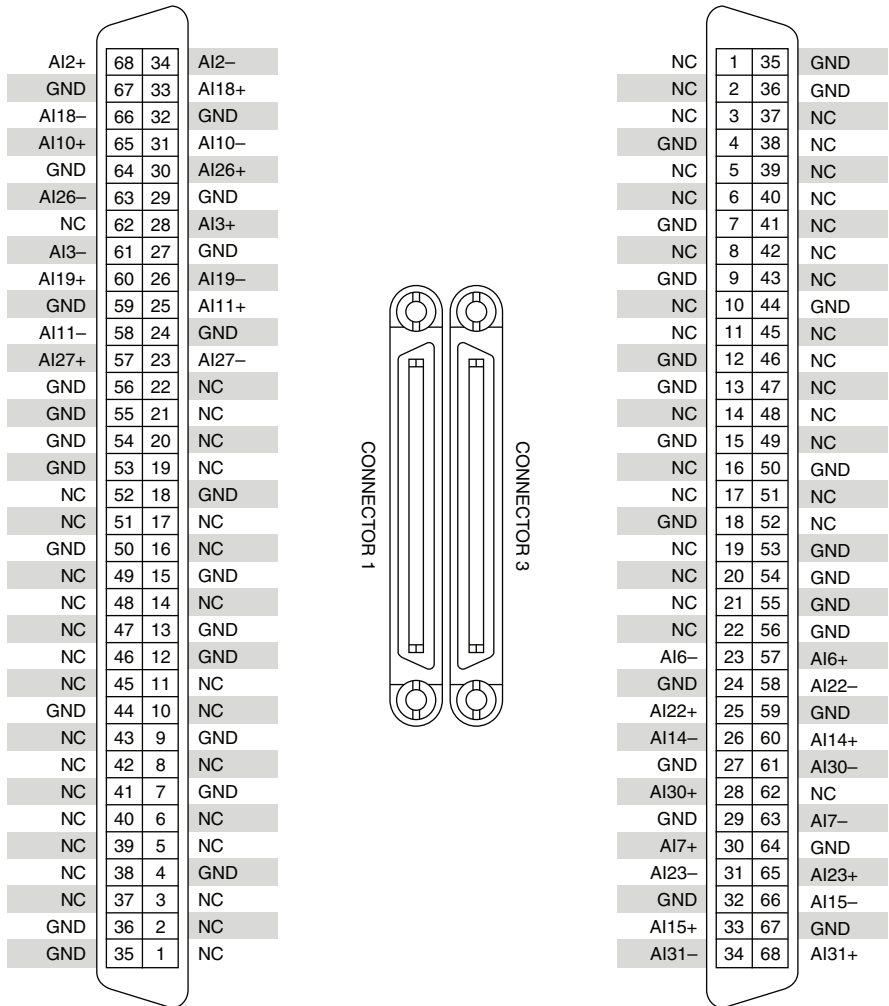 AI2+ 68 34 AI2–
GND 67 33 AI18+
AI18– 66 32 GND
AI10+ 65 31 AI10–
GND 64 30 AI26+
AI26– 63 29 GND
NC 62 28 AI3+
AI3– 61 27 GND
AI19+ 60 26 AI19–
GND 59 25 AI11+
AI11– 58 24 GND
AI27+ 57 23 AI27–
GND 56 22 NC
GND 55 21 NC
GND 54 20 NC
GND 53 19 NC
NC 52 18 GND
NC 51 17 NC
GND 50 16 NC
NC 49 15 GND
NC 48 14 NC
NC 47 13 GND
NC 46 12 GND
NC 45 11 NC
GND 44 10 NC
NC 43 9 GND
NC 42 8 NC
NC 41 7 GND
NC 40 6 NC
NC 39 5 NC
NC 38 4 GND
NC 37 3 NC
GND 36 2 NC
GND 35 1 NC
CONNECTOR 1
CONNECTOR 3
NC 1 35 GND
NC 2 36 GND
NC 3 37 NC
GND 4 38 NC
NC 5 39 NC
NC 6 40 NC
GND 7 41 NC
NC 8 42 NC
GND 9 43 NC
NC 10 44 GND
NC 11 45 NC
GND 12 46 NC
GND 13 47 NC
NC 14 48 NC
GND 15 49 NC
NC 16 50 GND
NC 17 51 NC
GND 18 52 NC
NC 19 53 GND
NC 20 54 GND
NC 21 55 GND
NC 22 56 GND
AI6– 23 57 AI6+
GND 24 58 AI22–
AI22+ 25 59 GND
AI14– 26 60 AI14+
GND 27 61 AI30–
AI30+ 28 62 NC
GND 29 63 AI7–
AI7+ 30 64 GND
AI23– 31 65 AI23+
GND 32 66 AI15–
AI15+ 33 67 GND
AI31– 34 68 AI31+